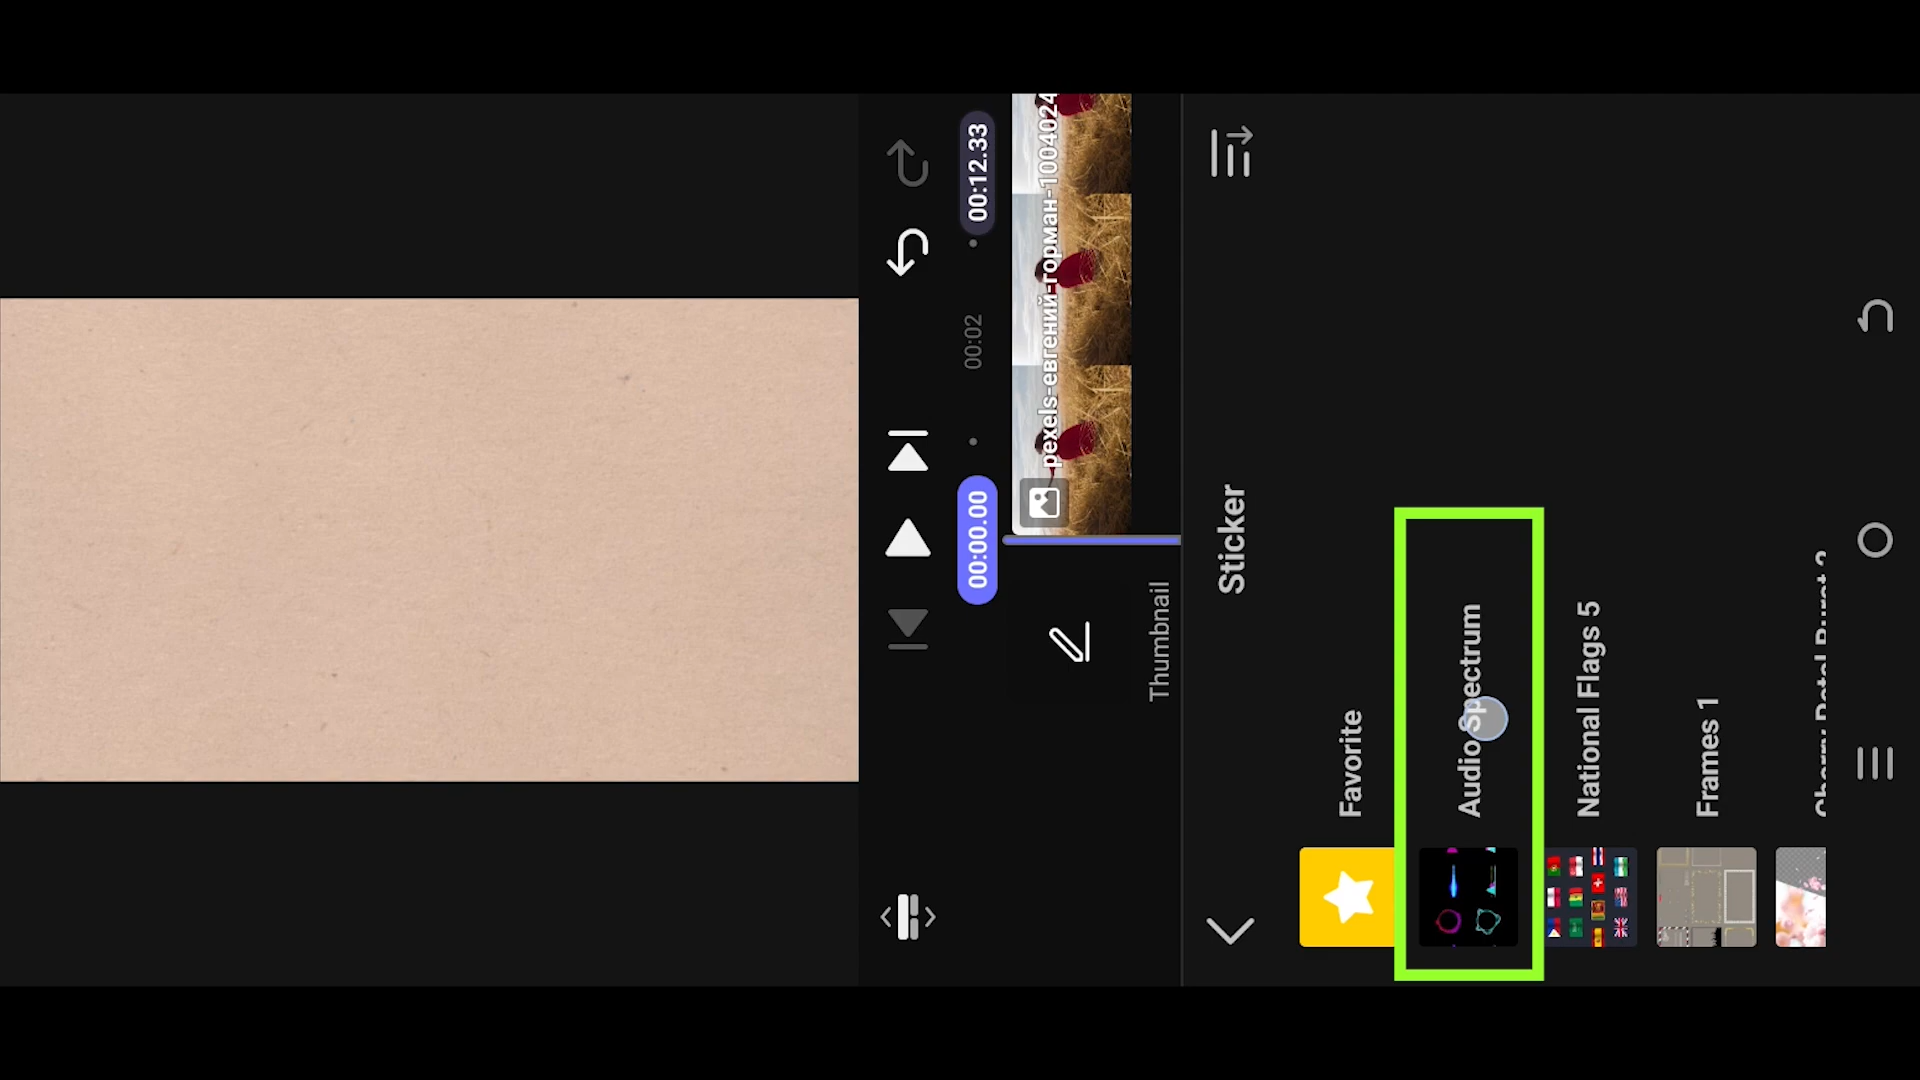 00:00.00
00:02
00:12.33
pexels-евгений-горман-1004024
Thumbnail
Sticker
Favorite
Audio Spectrum
National Flags 5
Frames 1